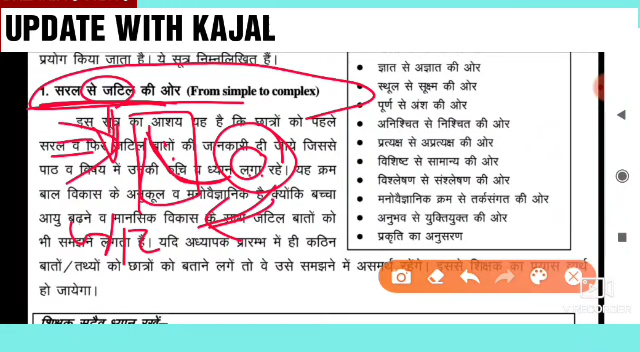 UPDATE WITH KAJAL
प्रयोग किया जाता है। ये सूत्र निम्नलिखित हैं।
1. सरल से जटिल की ओर (From simple to complex)
इस सूत्र का आशय यह है कि छात्रों को पहले
सरल व फिर जटिल बातों की जानकारी दी जाये जिससे
पाठ व विषय में उनकी रुचि व ध्यान लगा रहे। यह क्रम
बाल विकास के अनुकूल व मनोवैज्ञानिक है क्योंकि बच्चा
आयु बढ़ने व मानसिक विकास के साथ जटिल बातों को
भी समझने लगता है। यदि अध्यापक प्रारम्भ में ही कठिन
बातों/तथ्यों को छात्रों को बताने लगें तो वे उसे समझने में असमर्थ रहेंगे। इससे शिक्षक का प्रयास व्यर्थ
हो जायेगा।
• ज्ञात से अज्ञात की ओर
• स्थूल से सूक्ष्म की ओर
• पूर्ण से अंश की ओर
• अनिश्चित से निश्चित की ओर
• प्रत्यक्ष से अप्रत्यक्ष की ओर
• विशिष्ट से सामान्य की ओर
• विश्लेषण से संश्लेषण की ओर
• मनोवैज्ञानिक क्रम से तर्कसंगत की ओर
• अनुभव से युक्तियुक्त की ओर
• प्रकृति का अनुसरण
शिक्षक सदैव ध्यान रखें–